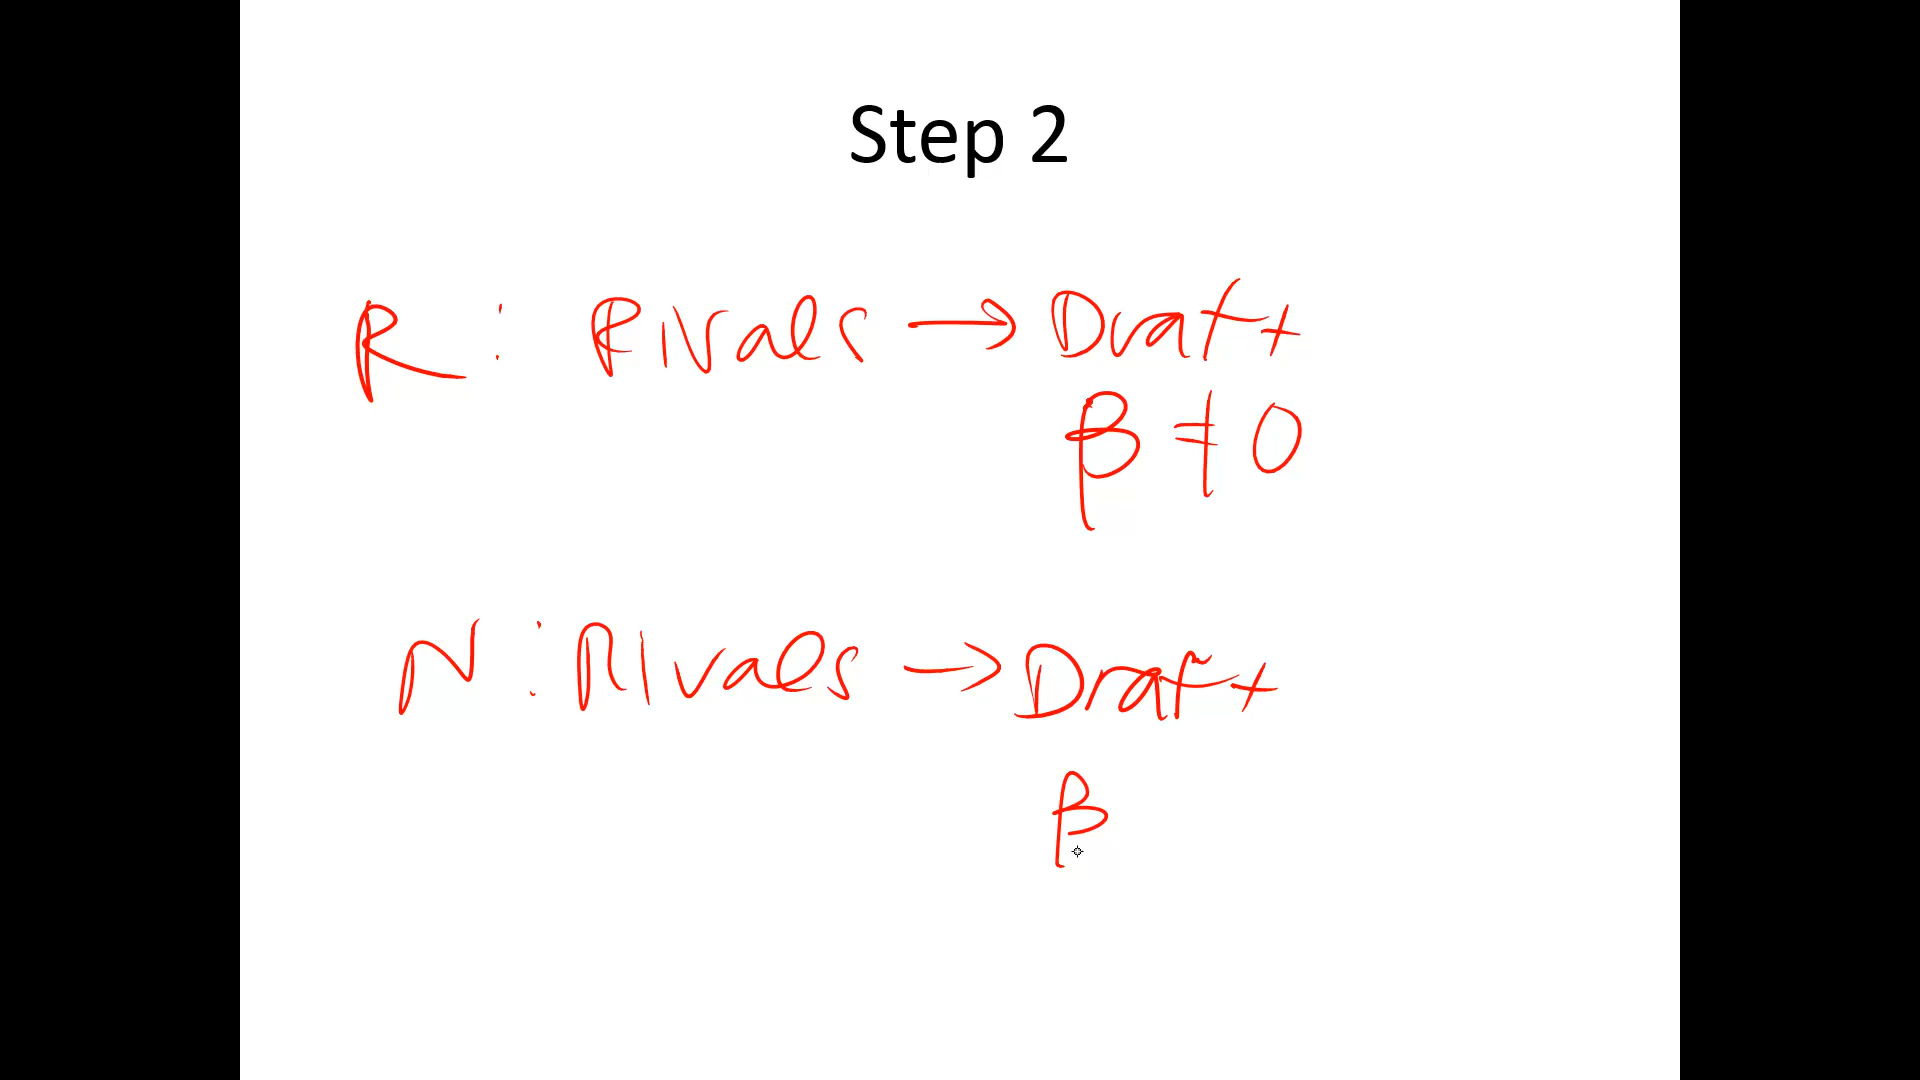 Step 2
R: Rivals → Draft
β ≠ 0
N: Rivals → Draft
β